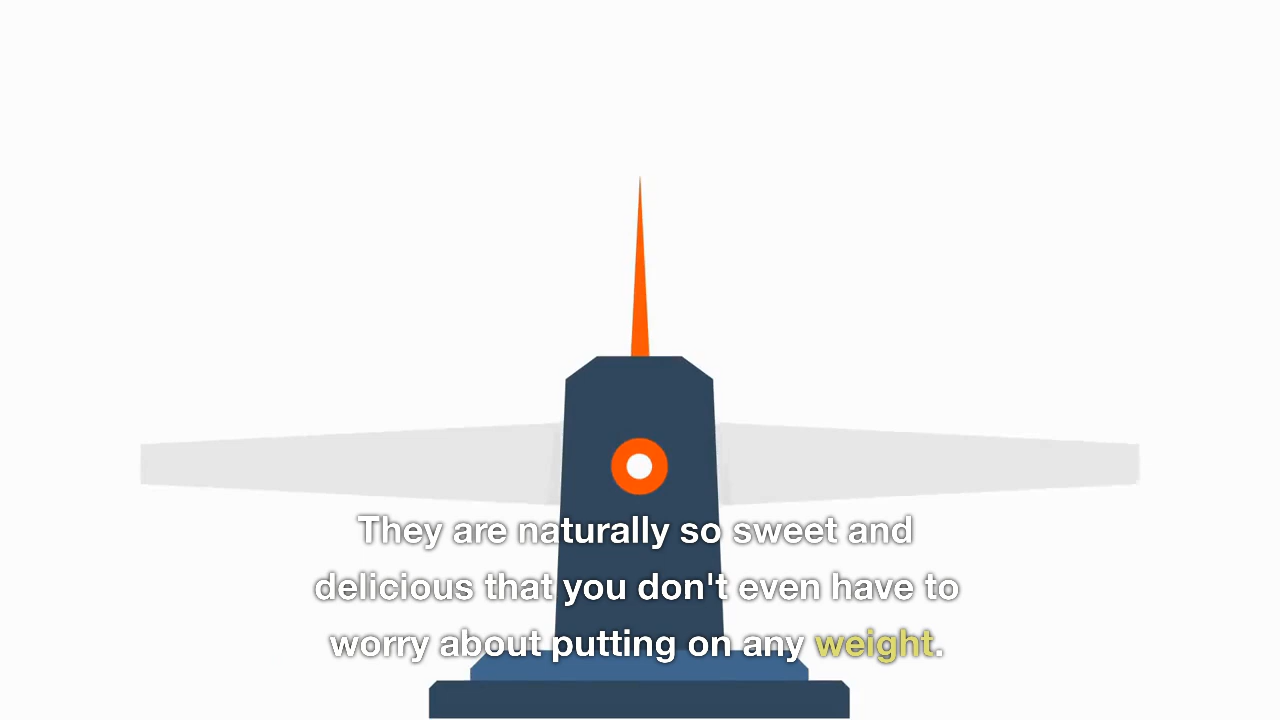 They are naturally so sweet and
delicious that you don't even have to
worry about putting on any weight.